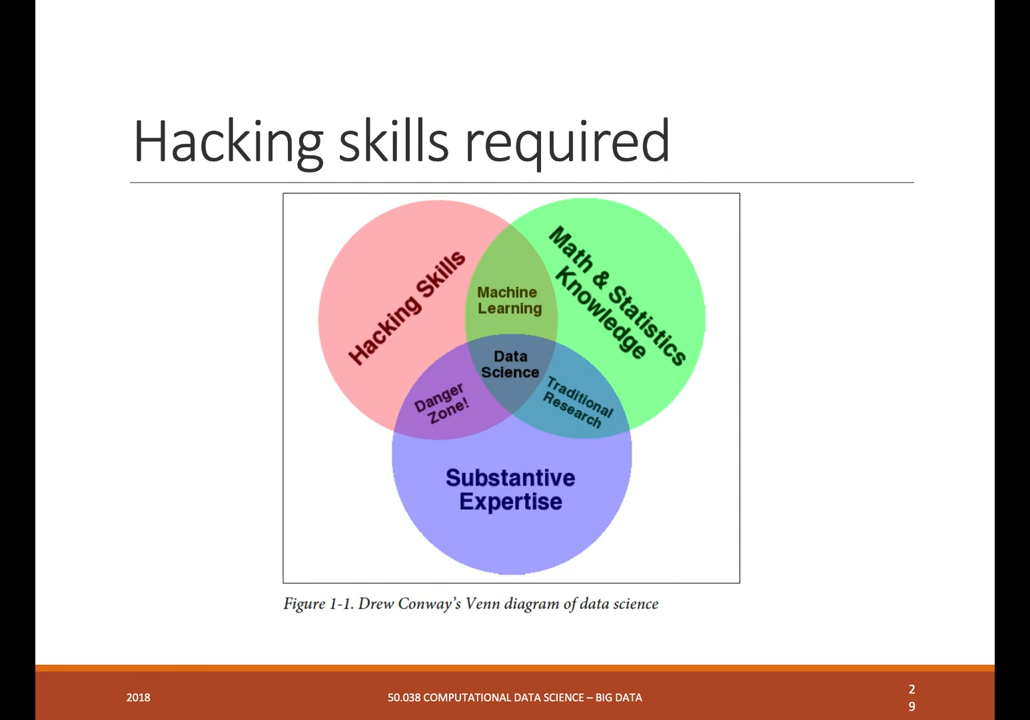 Hacking skills required
Hacking Skills
Math & Statistics
Knowledge
Machine
Learning
Data
Science
Danger
Zone!
Traditional
Research
Substantive
Expertise
Figure 1-1. Drew Conway's Venn diagram of data science
2018
50.038 COMPUTATIONAL DATA SCIENCE – BIG DATA
2
9